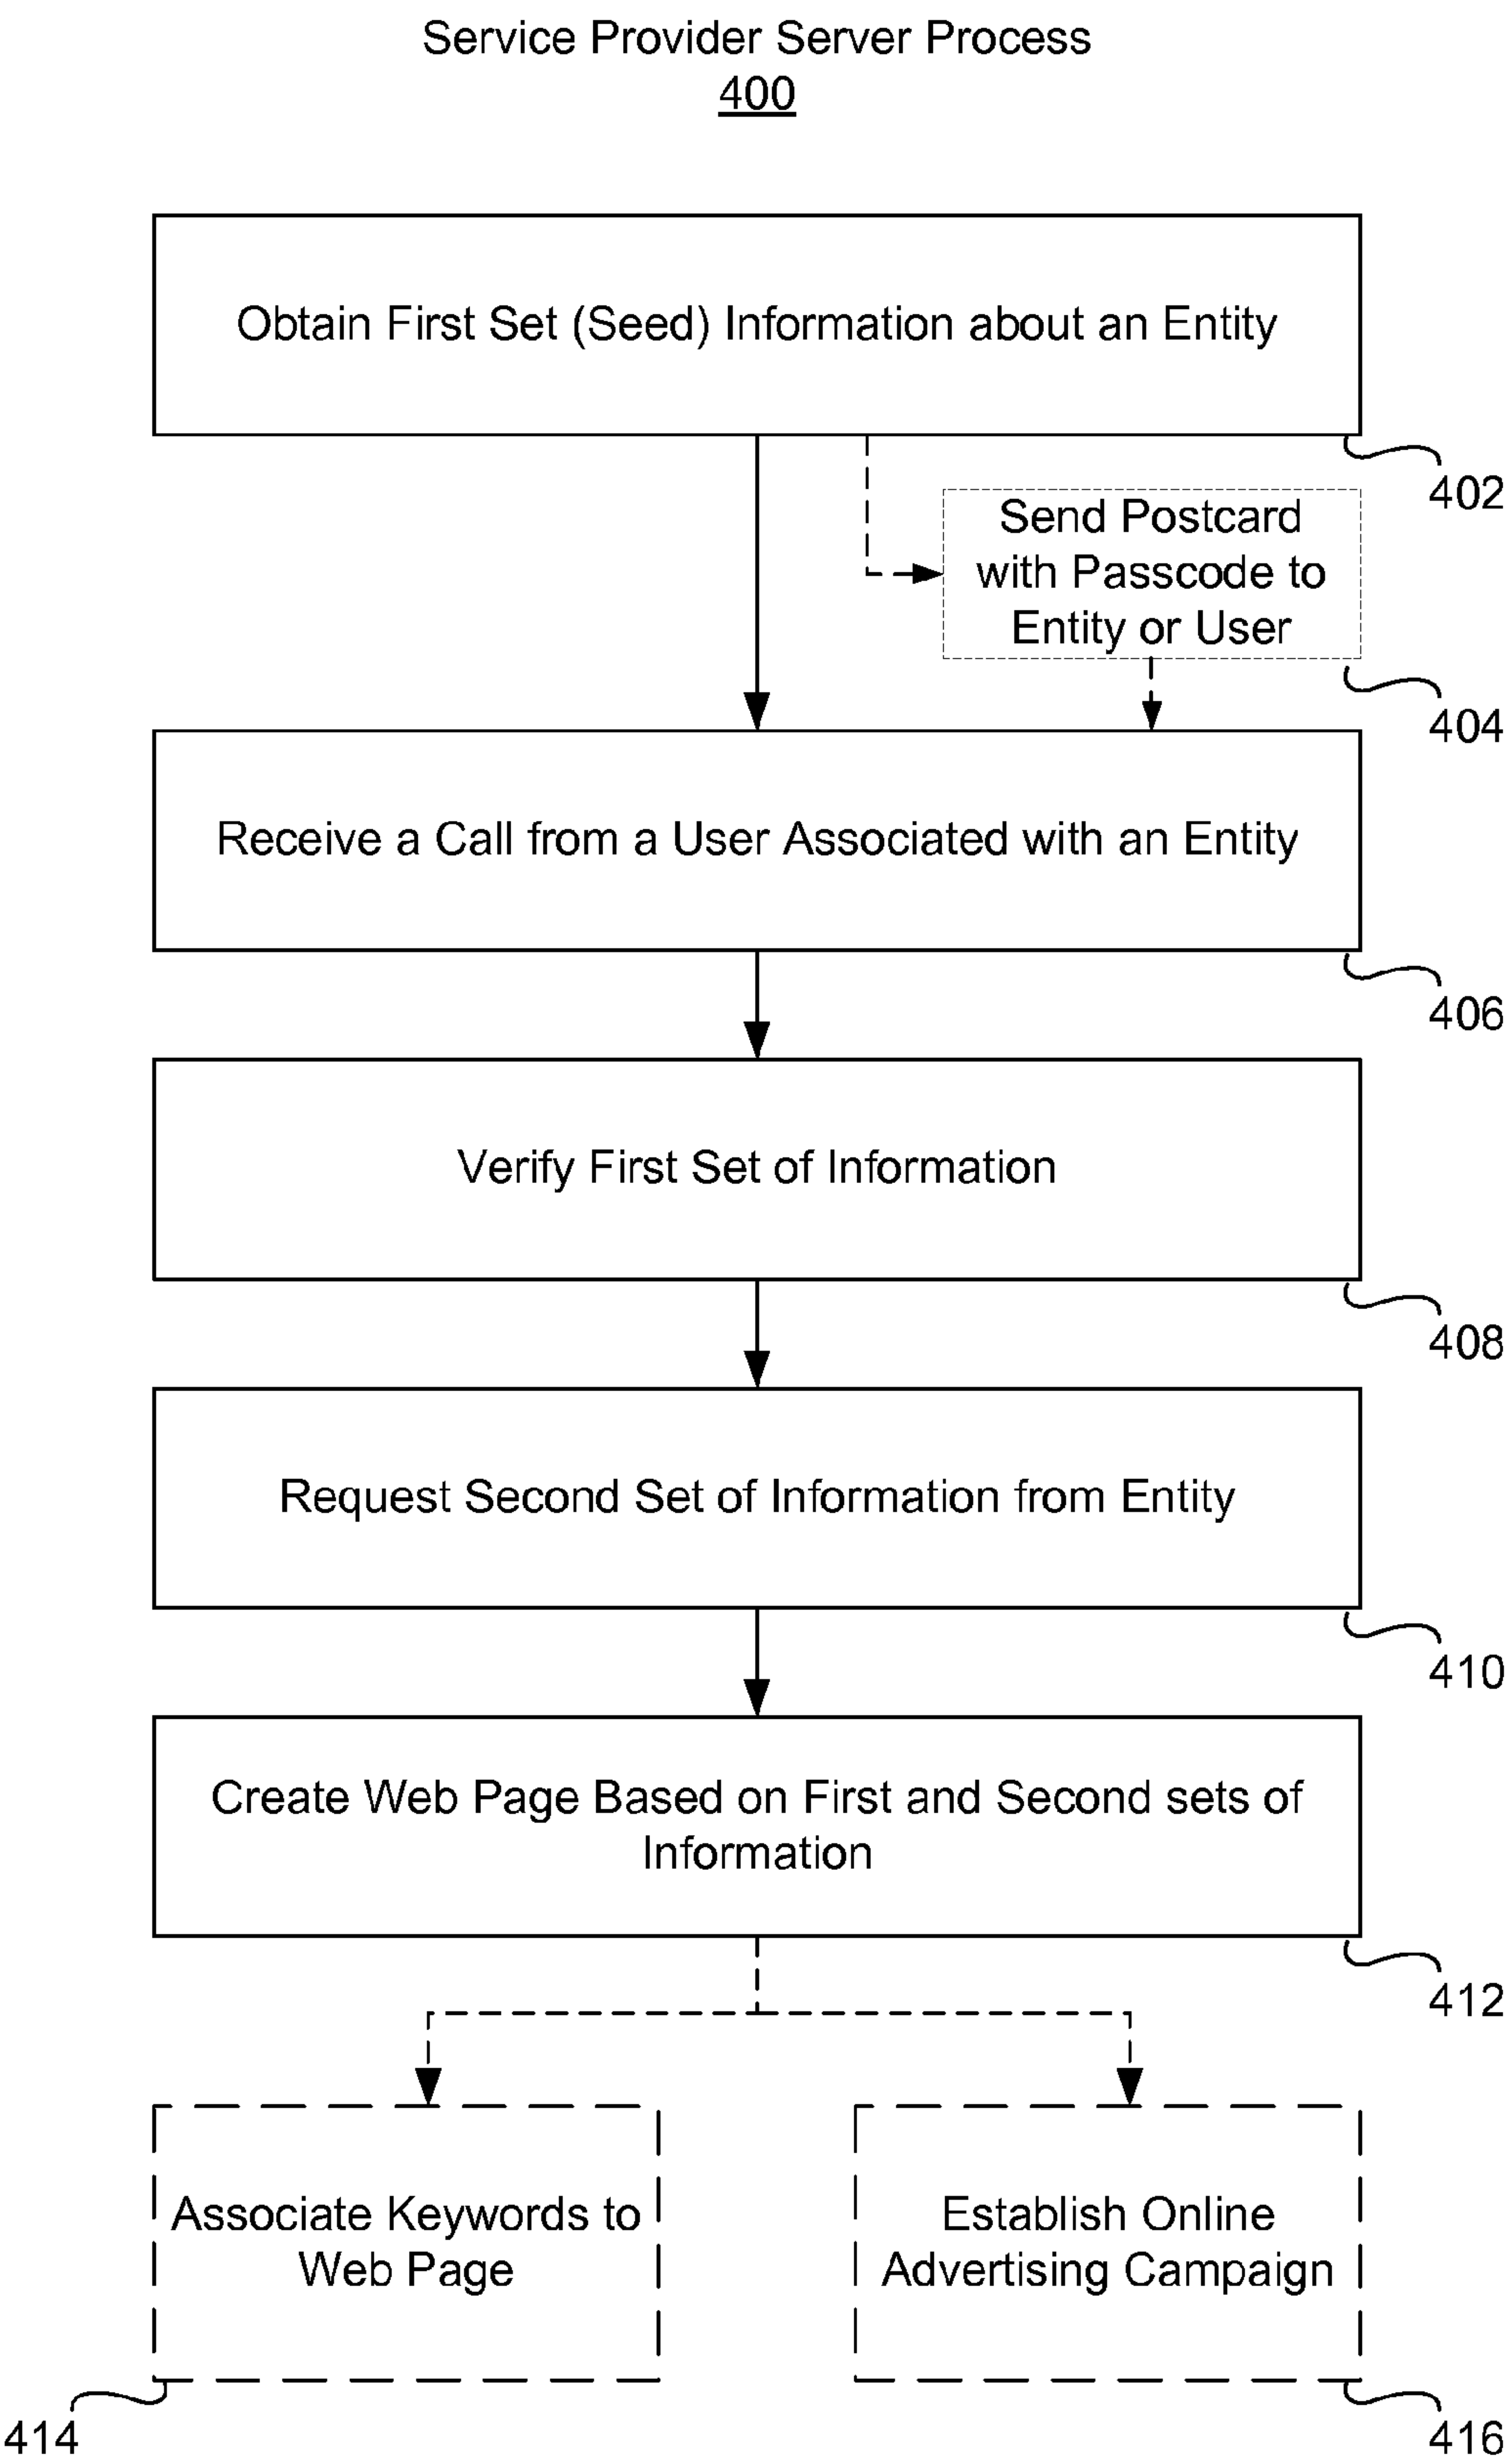 Service Provider Server Process
400
Obtain First Set (Seed) Information about an Entity
402
Send Postcard
with Passcode to
Entity or User
404
Receive a Call from a User Associated with an Entity
406
Verify First Set of Information
408
Request Second Set of Information from Entity
410
Create Web Page Based on First and Second sets of
Information
412
Associate Keywords to
Web Page
414
Establish Online
Advertising Campaign
416